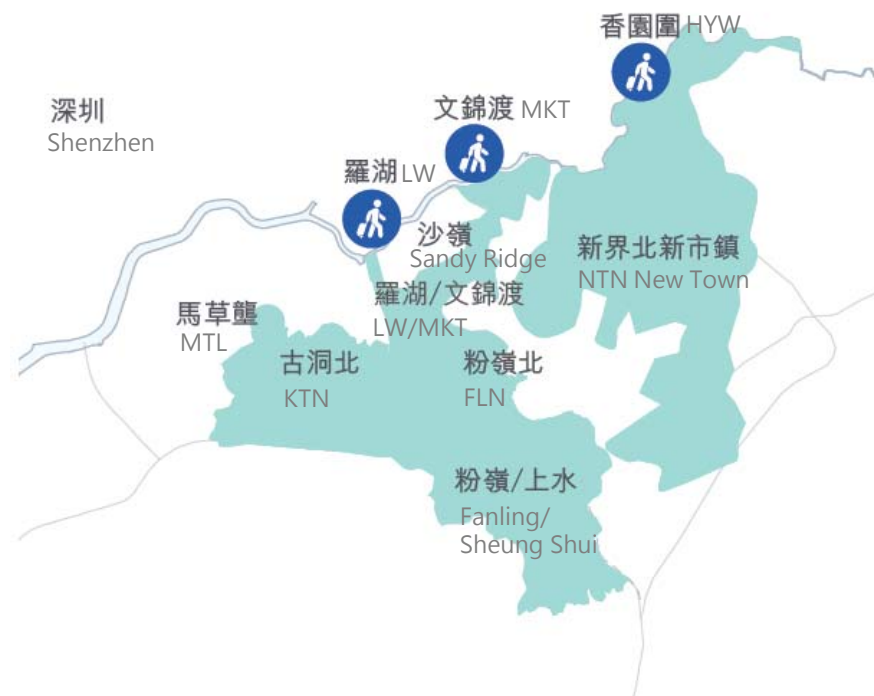 香園圍 HYW
文錦渡 MKT
深圳
Shenzhen
羅湖 LW
沙嶺
Sandy Ridge
新界北新市鎮
NTN New Town
羅湖/文錦渡
LW/MKT
馬草壟
MTL
古洞北
KTN
粉嶺北
FLN
粉嶺/上水
Fanling/
Sheung Shui